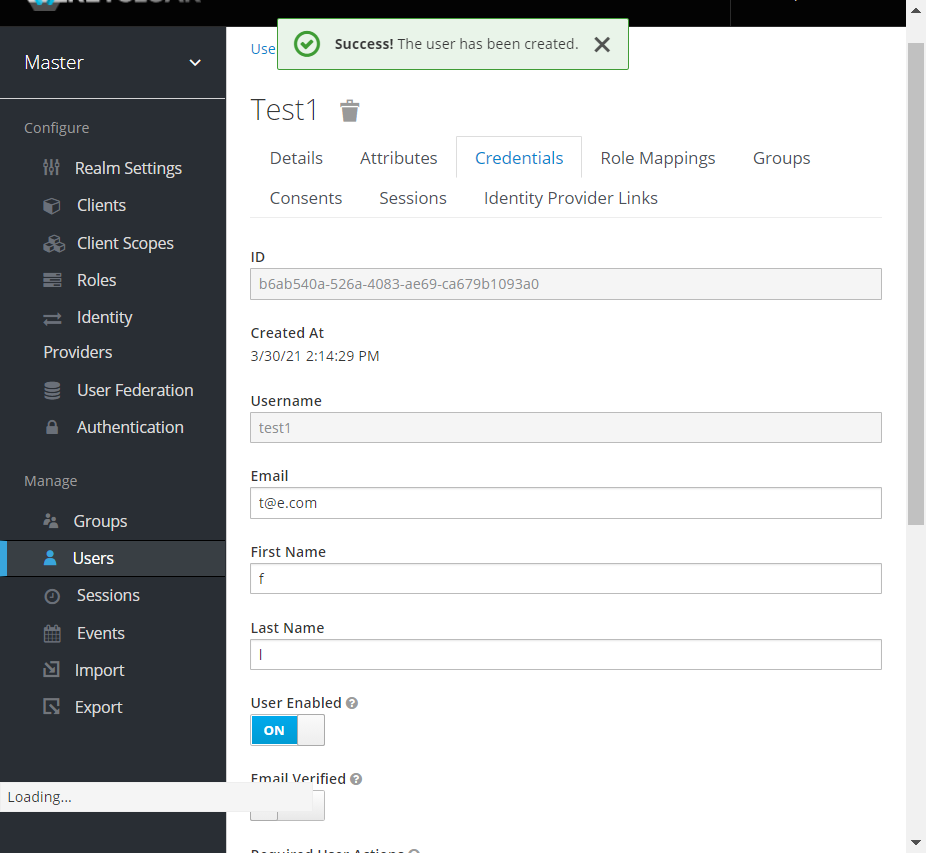 Master
Configure
Realm Settings
Clients
Client Scopes
Roles
Identity
Providers
User Federation
Authentication
Manage
Groups
Users
Sessions
Events
Import
Export
Loading...
Use
Success! The user has been created.
Test1
Details Attributes Credentials Role Mappings Groups
Consents Sessions Identity Provider Links
ID
b6ab540a-526a-4083-ae69-ca679b1093a0
Created At
3/30/21 2:14:29 PM
Username
test1
Email
t@e.com
First Name
f
Last Name
l
User Enabled
ON
Email Verified
Required User Actions